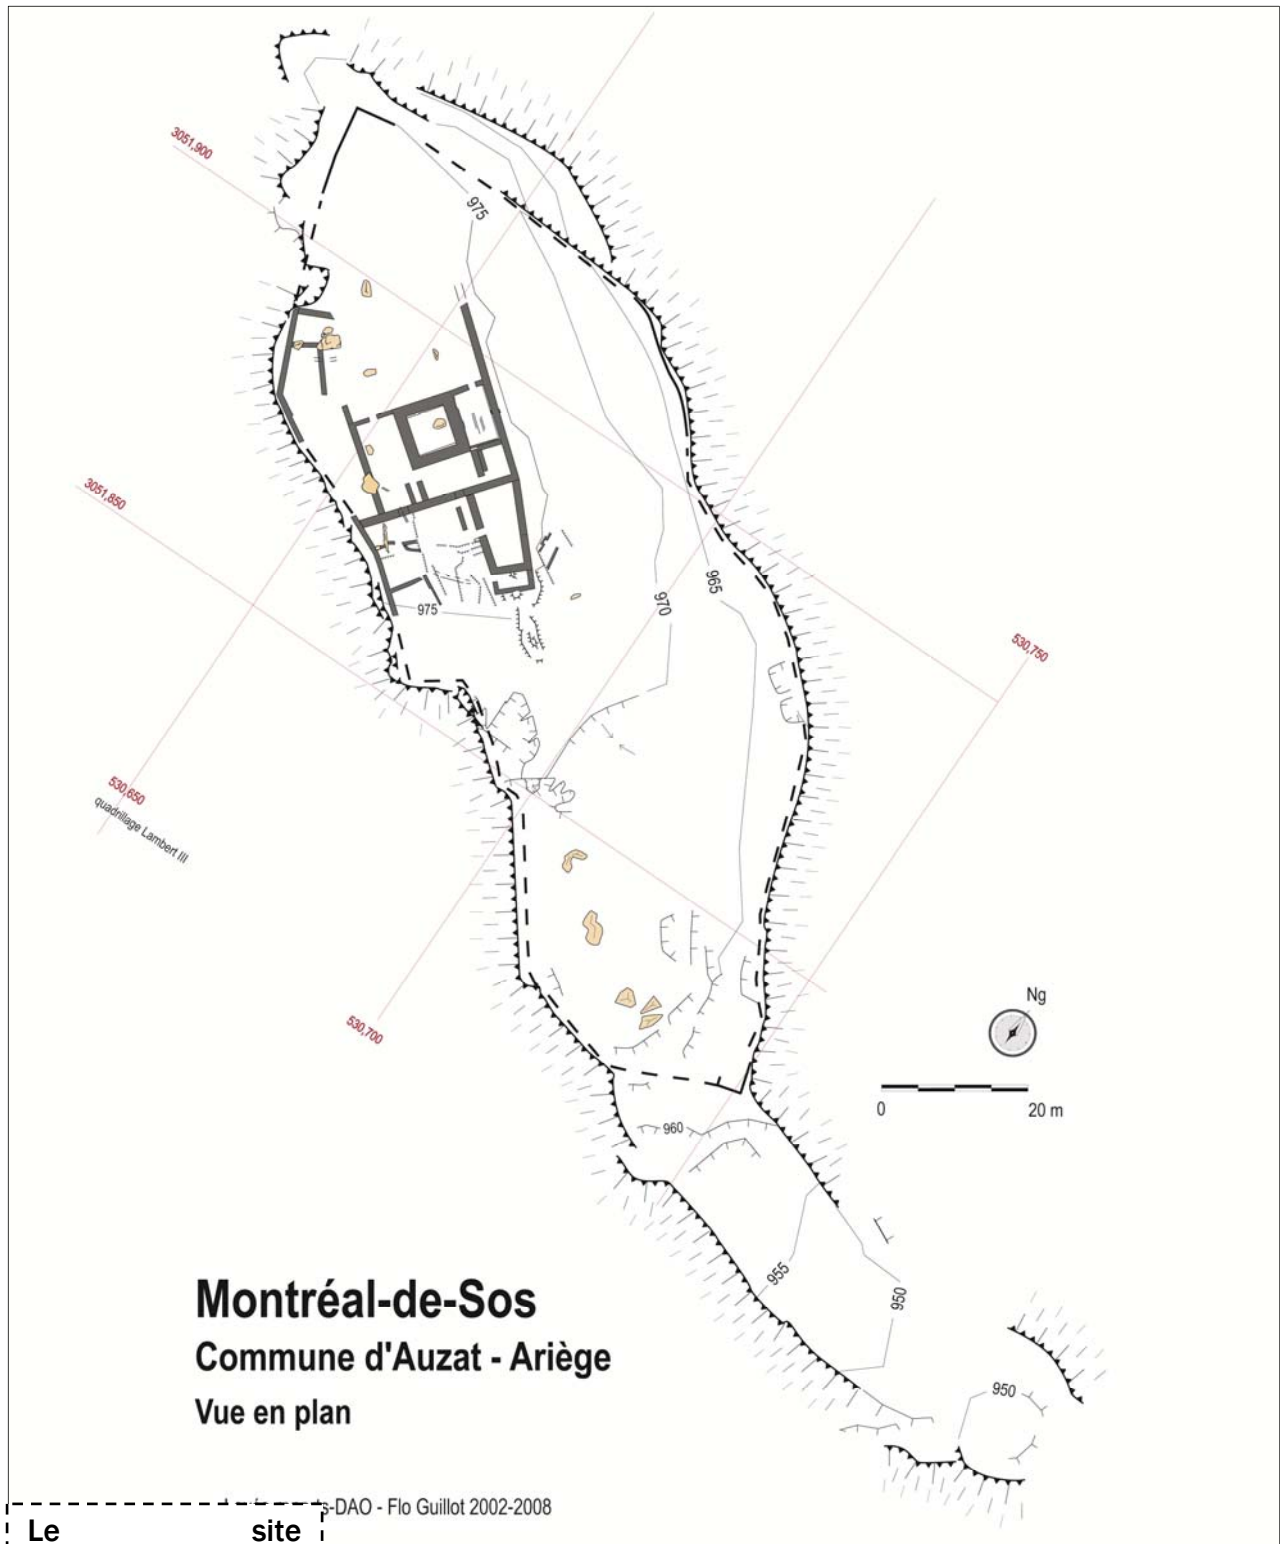 3051,900
975
3051,850
965
970
975
530,750
530,650
quadrillage Lambert III
530,700
Ng
0 20 m
960
955
950
Montréal-de-Sos
Commune d'Auzat - Ariège
Vue en plan
950
-DAO - Flo Guillot 2002-2008
Le site